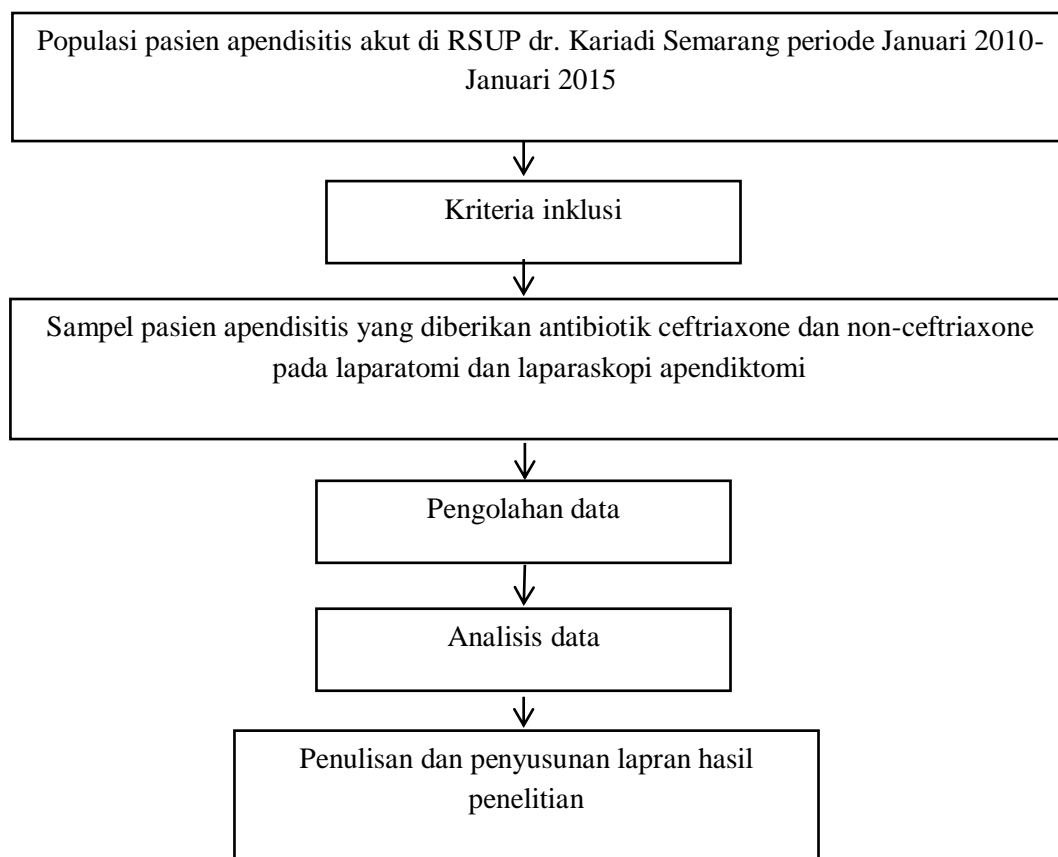 Populasi pasien apendisitis akut di RSUP dr. Kariadi Semarang periode Januari 2010-
Januari 2015
Kriteria inklusi
Sampel pasien apendisitis yang diberikan antibiotik ceftriaxone dan non-ceftriaxone
pada laparatomi dan laparaskopi apendiktomi
Pengolahan data
Analisis data
Penulisan dan penyusunan lapran hasil
penelitian